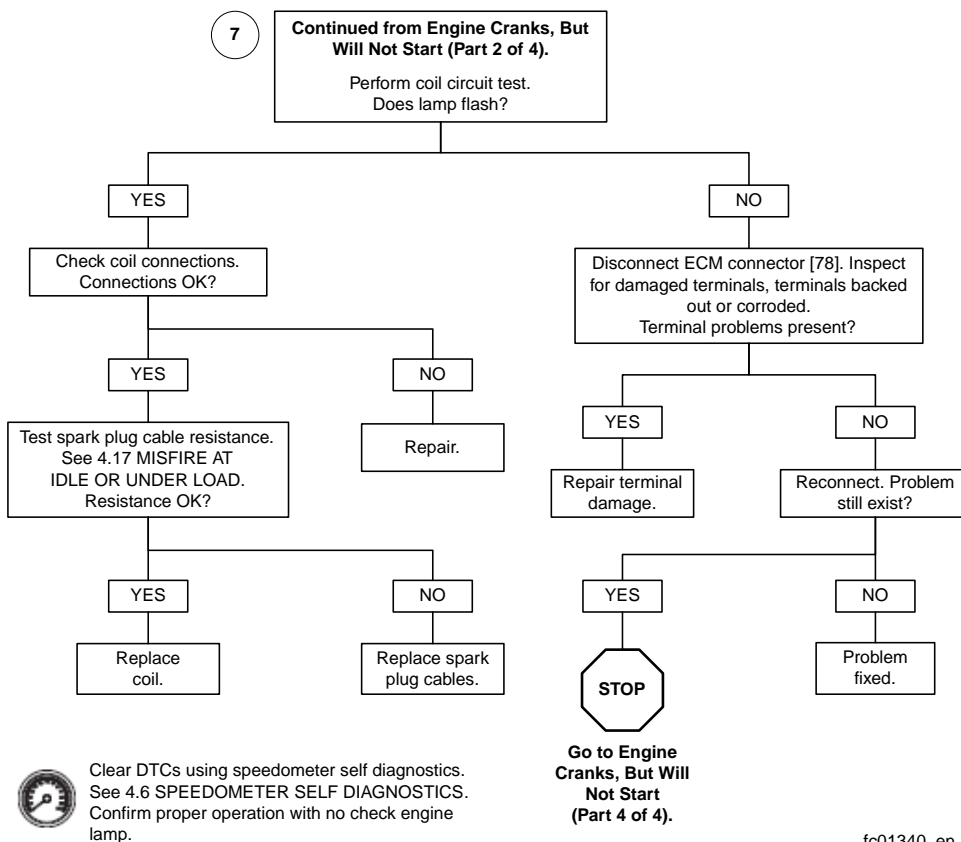 7
Continued from Engine Cranks, But
Will Not Start (Part 2 of 4).
Perform coil circuit test.
Does lamp flash?
YES
NO
Check coil connections.
Connections OK?
Disconnect ECM connector [78]. Inspect
for damaged terminals, terminals backed
out or corroded.
Terminal problems present?
YES
NO
YES
NO
Test spark plug cable resistance.
See 4.17 MISFIRE AT
IDLE OR UNDER LOAD.
Resistance OK?
Repair.
Repair terminal
damage.
Reconnect. Problem
still exist?
YES
NO
YES
NO
Replace
coil.
Replace spark
plug cables.
STOP
Problem
fixed.
Go to Engine
Cranks, But Will
Not Start
(Part 4 of 4).
Clear DTCs using speedometer self diagnostics.
See 4.6 SPEEDOMETER SELF DIAGNOSTICS.
Confirm proper operation with no check engine
lamp.
fc01340_en